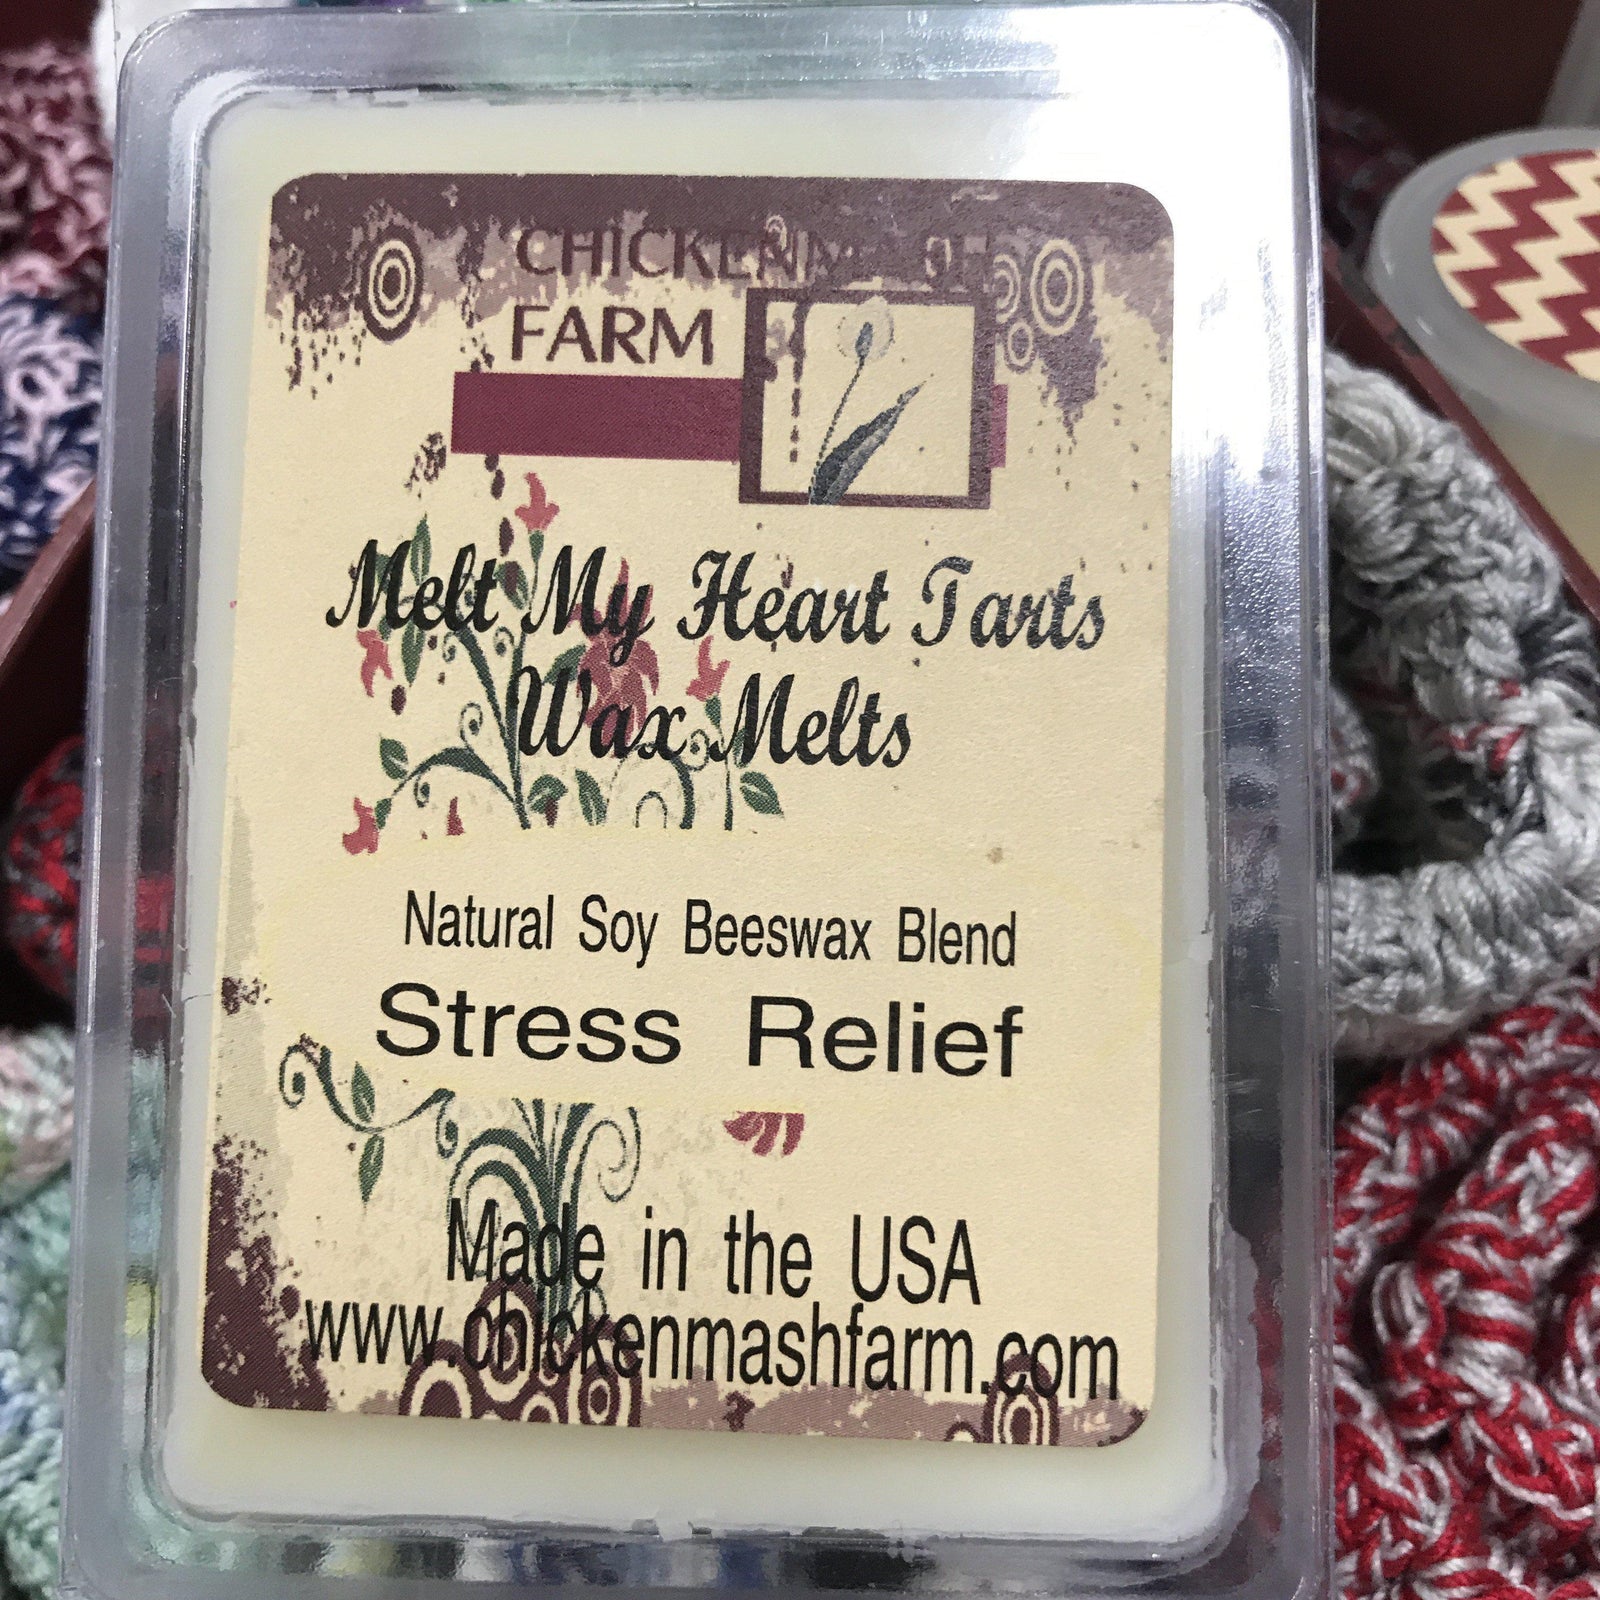 CHICKENMASH
FARM
Melt My Heart Tarts
Wax Melts
Natural Soy Beeswax Blend
Stress Relief
Made in the USA
www.chickenmashfarm.com